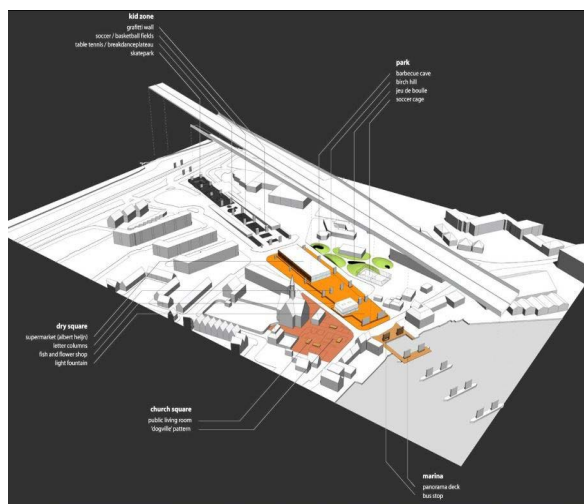 kid zone
grafitti wall
soccer / basketball fields
table tennis / breakdanceplateau
skatepark
park
barbecue cave
birch hill
jeu de boulle
soccer cage
dry square
supermarket (albert heijn)
letter columns
fish and flower shop
light fountain
church square
public living room
'dogville' pattern
marina
panorama deck
bus stop